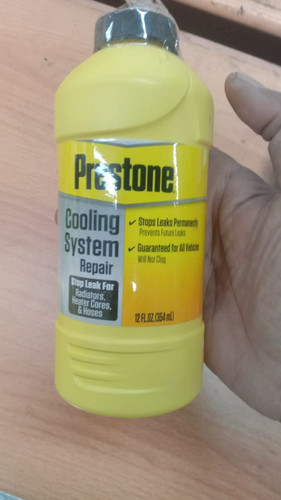 Prestone
Cooling
System
Repair
Stop Leak For
Radiators,
Heater Cores,
& Hoses
✓ Stops Leaks Permanently
Prevents Future Leaks
✓ Guaranteed for All Vehicles
Will Not Clog
12 FL.OZ. (354 mL)